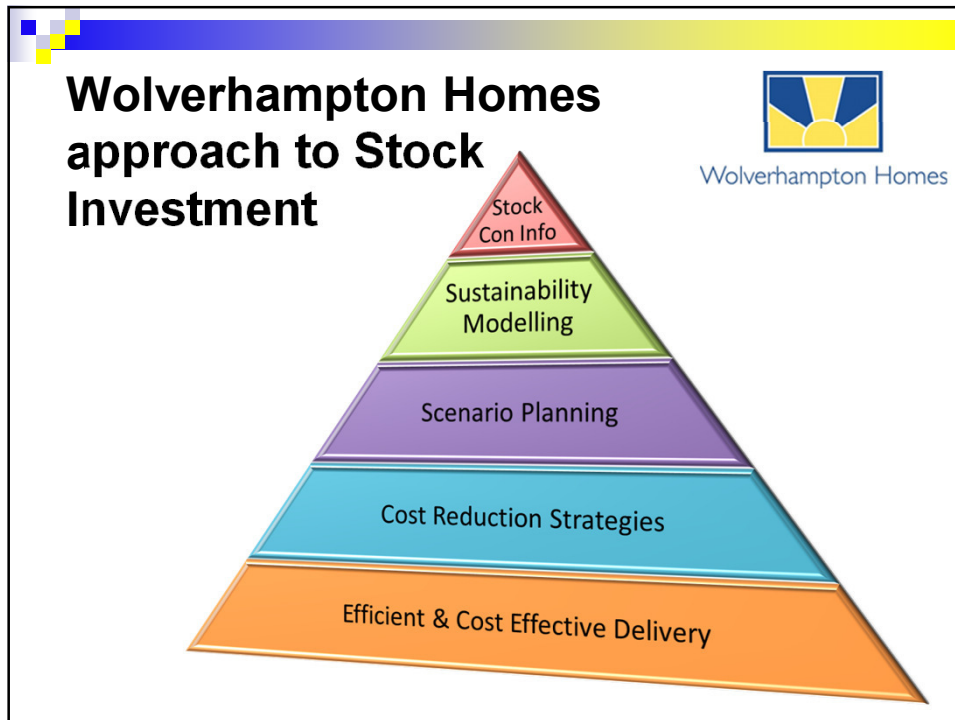 Wolverhampton Homes
approach to Stock
Investment
Wolverhampton Homes
Stock
Con Info
Sustainability
Modelling
Scenario Planning
Cost Reduction Strategies
Efficient & Cost Effective Delivery